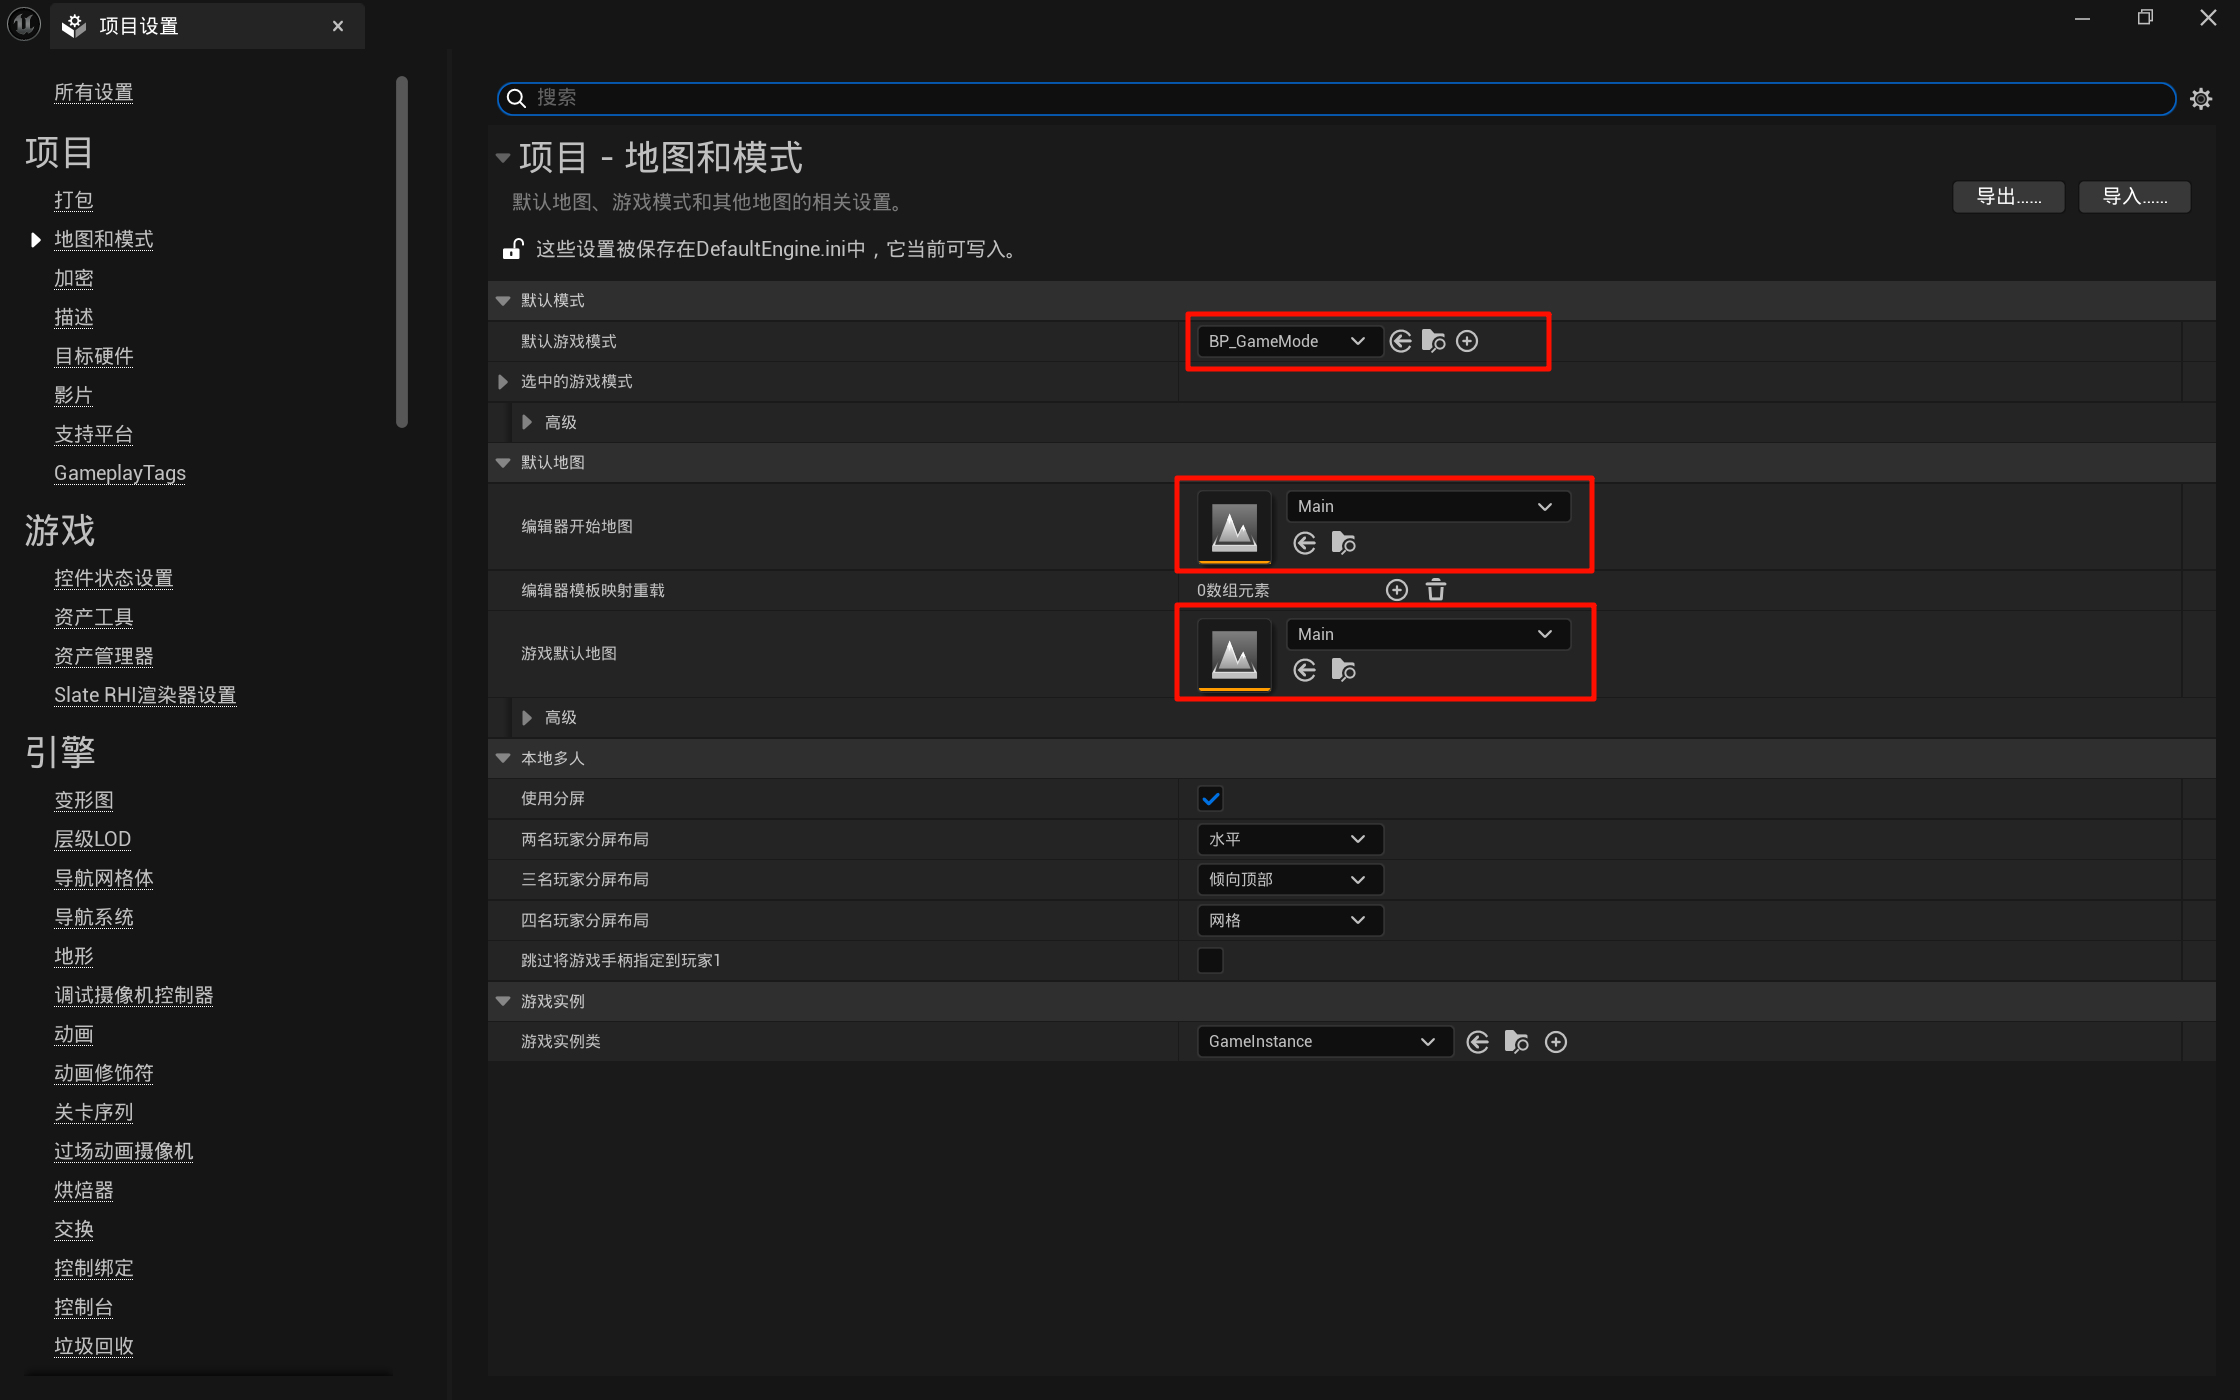 项目设置
所有设置
项目
打包
地图和模式
加密
描述
目标硬件
影片
支持平台
GameplayTags
游戏
控件状态设置
资产工具
资产管理器
Slate RHI渲染器设置
引擎
变形图
层级LOD
导航网格体
导航系统
地形
调试摄像机控制器
动画
动画修饰符
关卡序列
过场动画摄像机
烘焙器
交换
控制绑定
控制台
垃圾回收
搜索
项目 - 地图和模式
默认地图、游戏模式和其他地图的相关设置。
导出......
导入......
这些设置被保存在DefaultEngine.ini中，它当前可写入。
默认模式
默认游戏模式 BP_GameMode
选中的游戏模式
高级
默认地图
编辑器开始地图 Main
编辑器模板映射重载 0数组元素
游戏默认地图 Main
高级
本地多人
使用分屏
两名玩家分屏布局 水平
三名玩家分屏布局 倾向顶部
四名玩家分屏布局 网格
跳过将游戏手柄指定到玩家1
游戏实例
游戏实例类 GameInstance